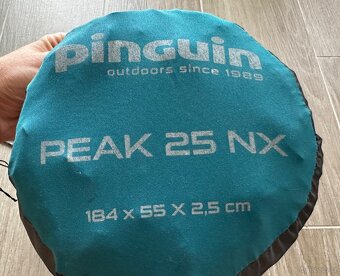 pinguin
outdoors since 1989
PEAK 25 NX
184 x 55 x 2,5 cm